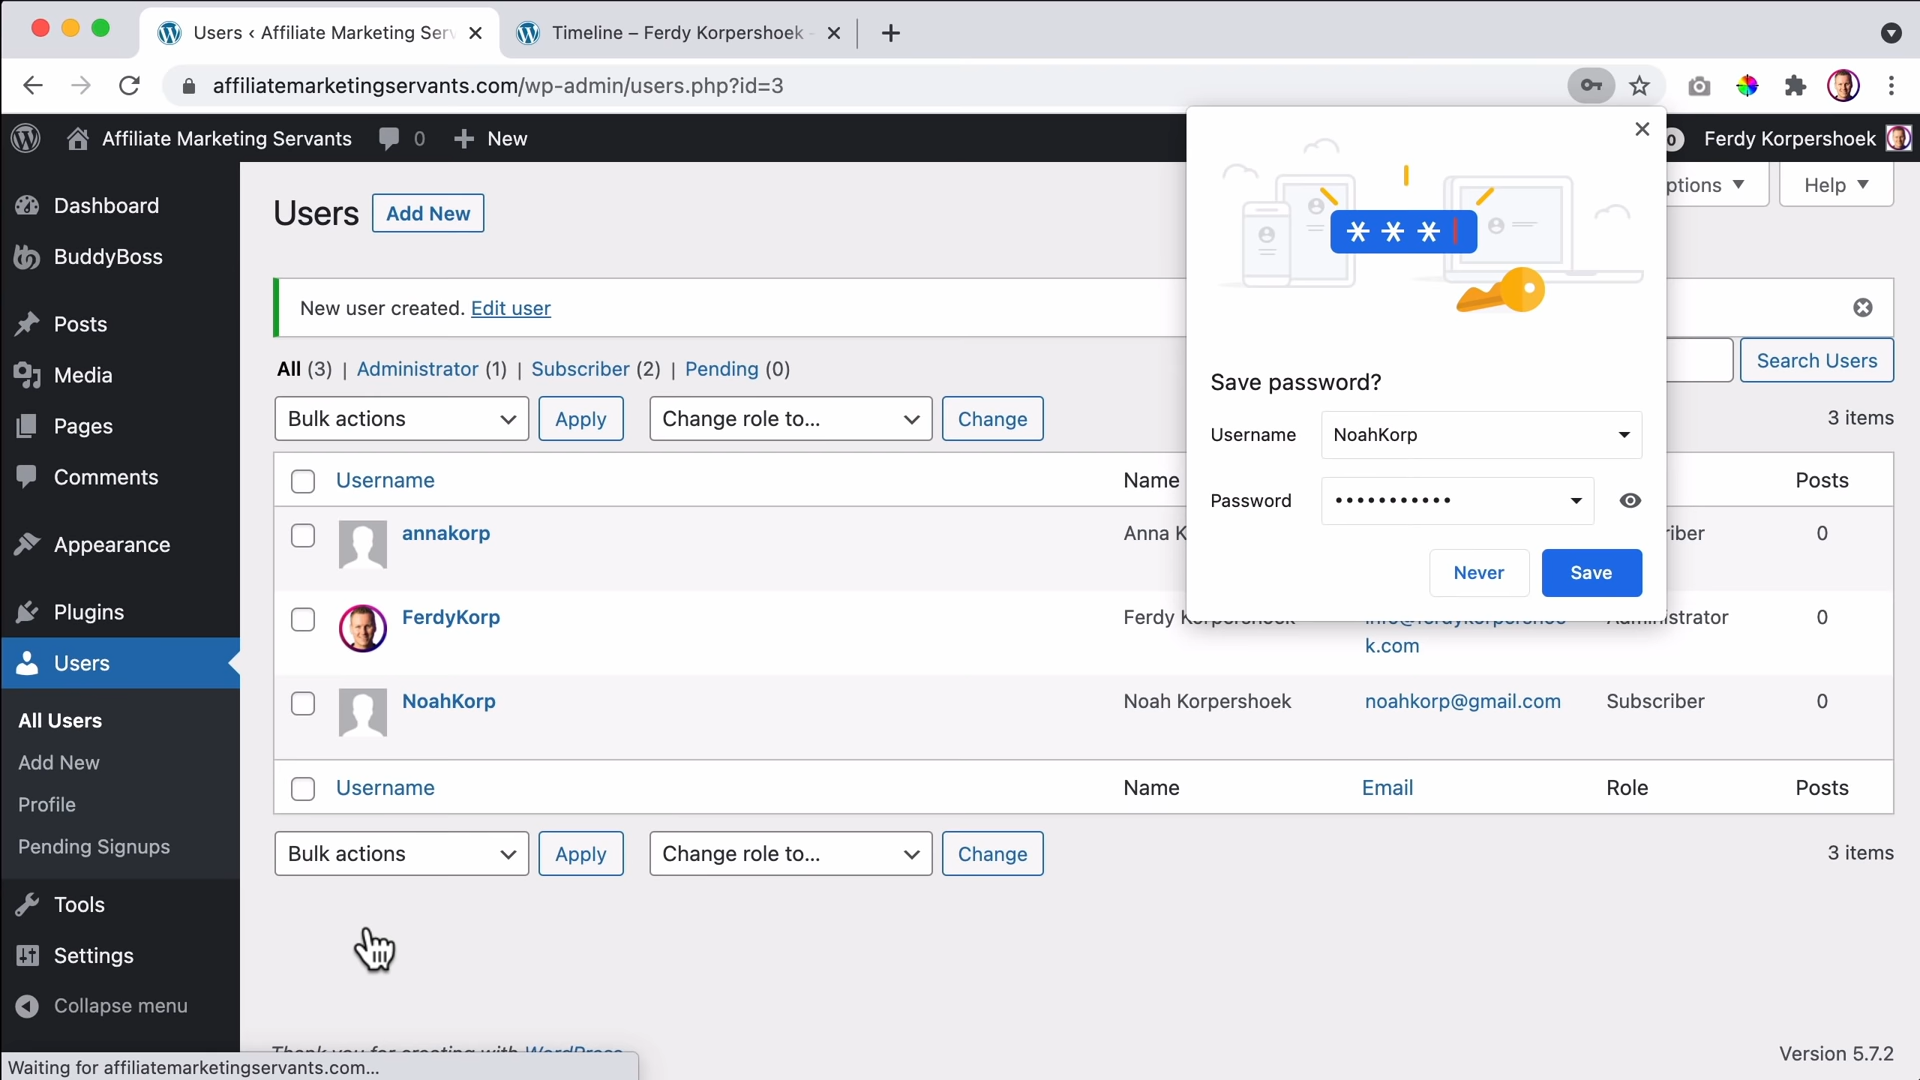 Users ‹ Affiliate Marketing Ser
Timeline – Ferdy Korpershoek
affiliatemarketingservants.com/wp-admin/users.php?id=3
Affiliate Marketing Servants
0
New
0
Ferdy Korpershoek
Dashboard
BuddyBoss
Posts
Media
Pages
Comments
Appearance
Plugins
Users
All Users
Add New
Profile
Pending Signups
Tools
Settings
Collapse menu
Users
Add New
ptions
Help
New user created. Edit user
All (3) | Administrator (1) | Subscriber (2) | Pending (0)
Search Users
Bulk actions
Apply
Change role to...
Change
3 items
Username
Name
Posts
annakorp
Anna K
riber
0
FerdyKorp
Ferdy Korpershoek
info@ferdykorpershoe
k.com
Administrator
0
NoahKorp
Noah Korpershoek
noahkorp@gmail.com
Subscriber
0
Username
Name
Email
Role
Posts
Bulk actions
Apply
Change role to...
Change
3 items
* * * |
Save password?
Username
NoahKorp
Password
•••••••••••
Never
Save
Thank you for creating with WordPress
Version 5.7.2
Waiting for affiliatemarketingservants.com...